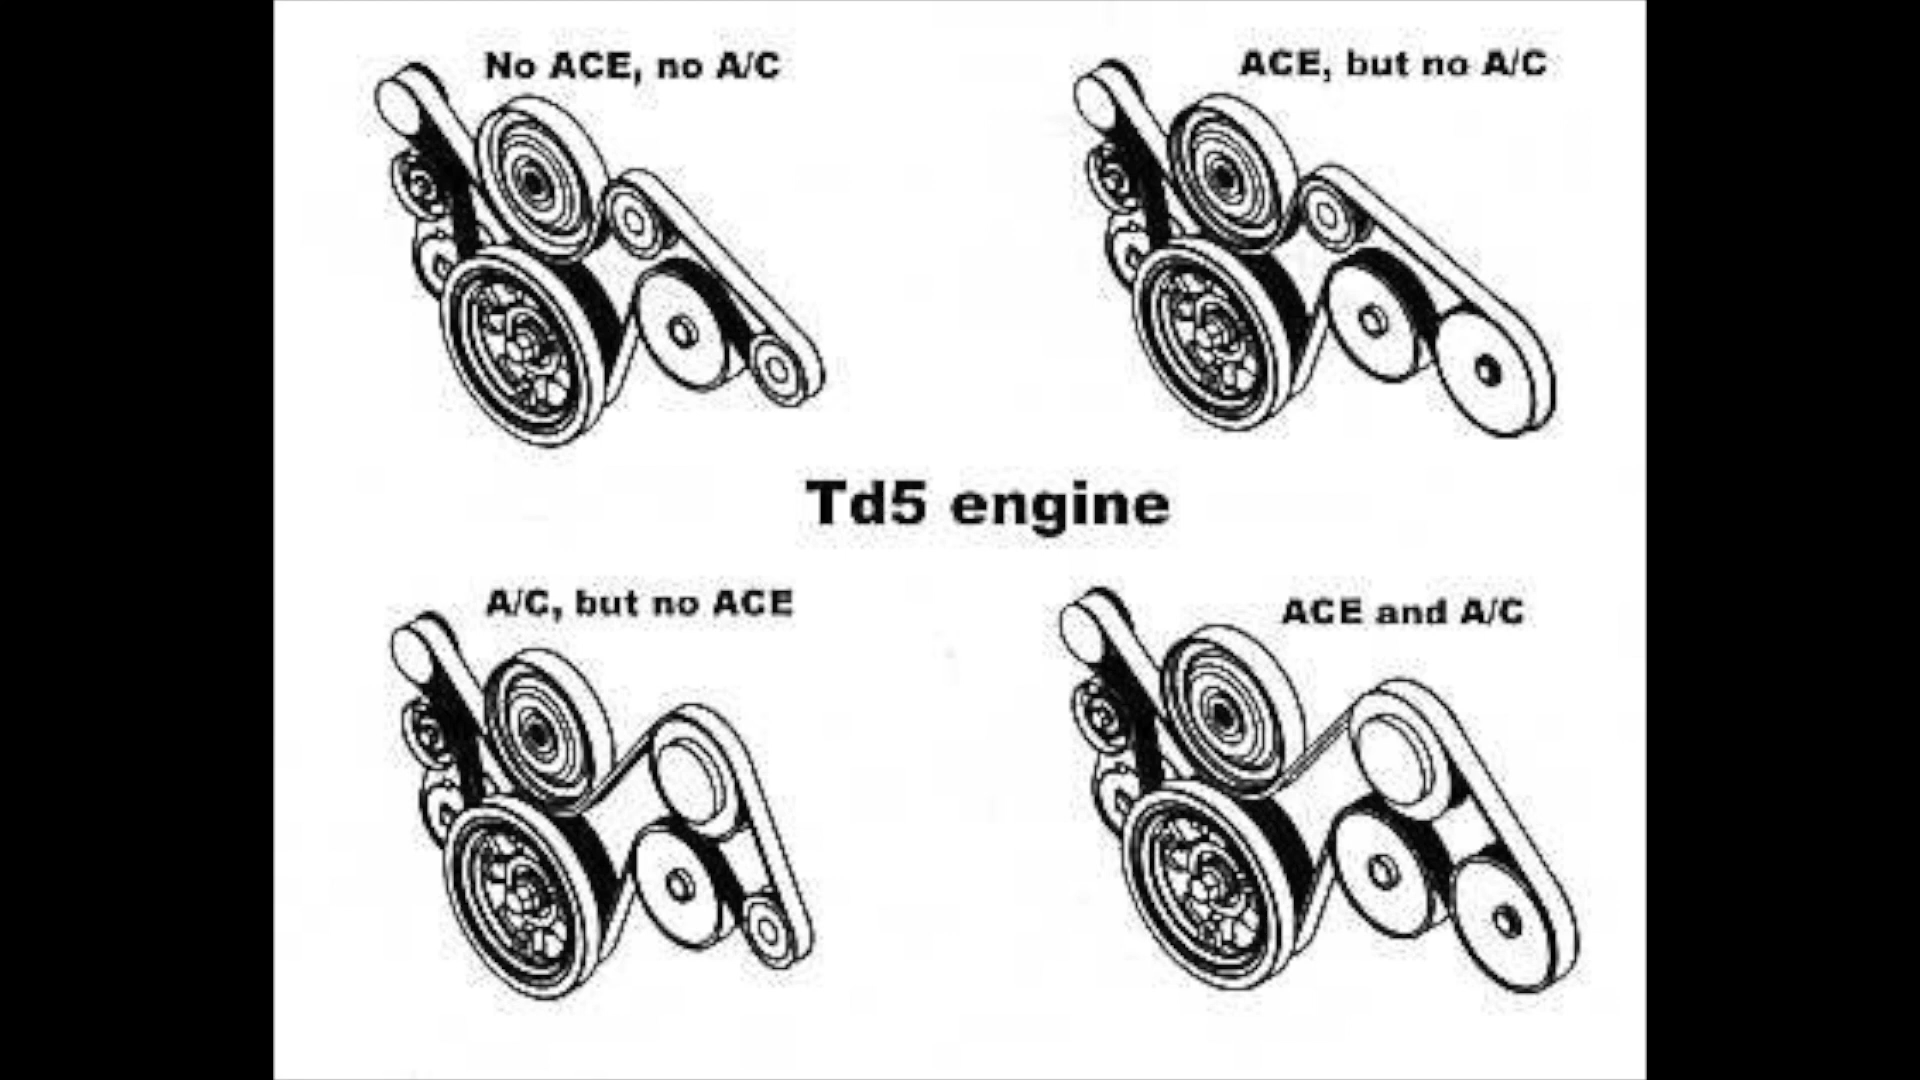 No ACE, no A/C
ACE, but no A/C
Td5 engine
A/C, but no ACE
ACE and A/C